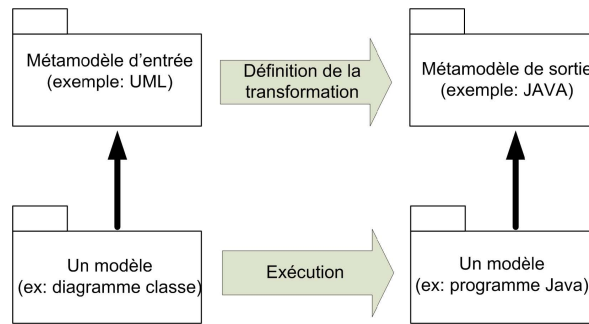 Métamodèle d'entrée
(exemple: UML)
Définition de la
transformation
Métamodèle de sortie
(exemple: JAVA)
Un modèle
(ex: diagramme classe)
Exécution
Un modèle
(ex: programme Java)